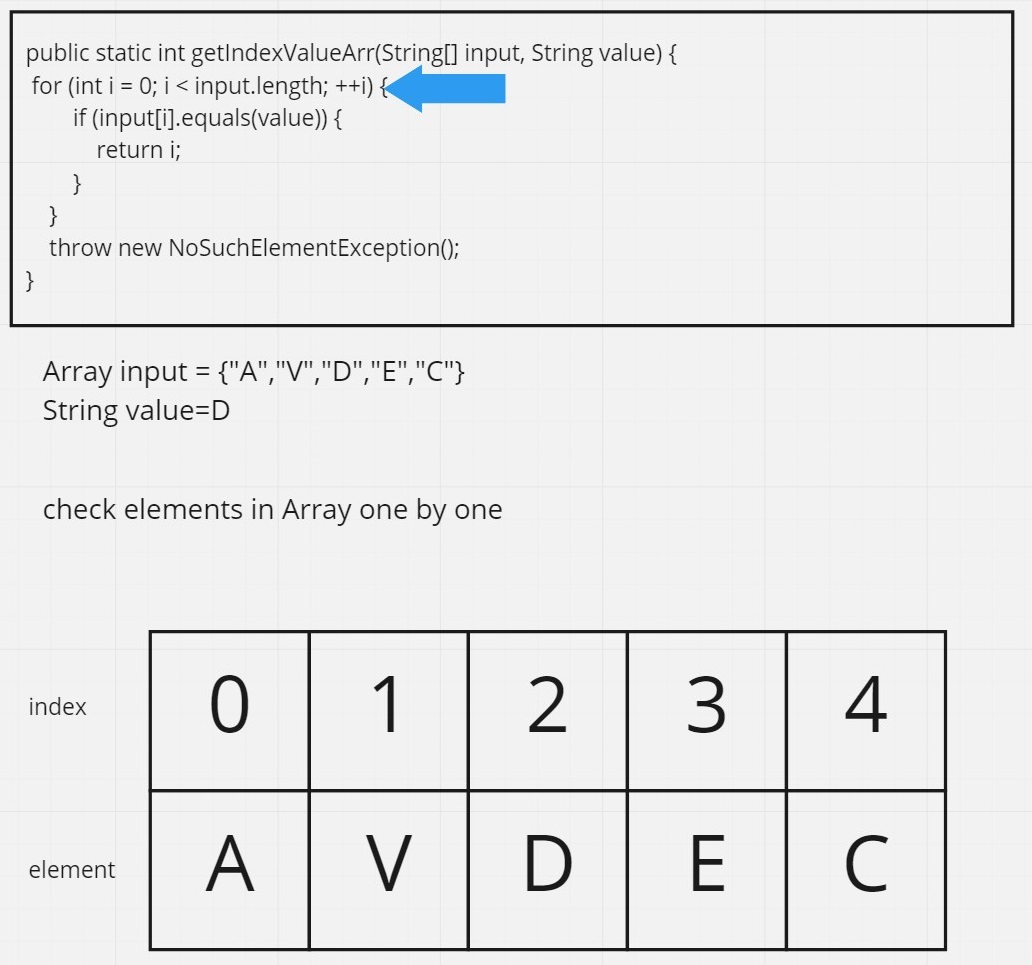 public static int getIndexValueArr(String[] input, String value) {
for (int i = 0; i < input.length; ++i) {
if (input[i].equals(value)) {
return i;
}
}
throw new NoSuchElementException();
}
Array input = {"A","V","D","E","C"}
String value=D
check elements in Array one by one
index 0 1 2 3 4
element A V D E C